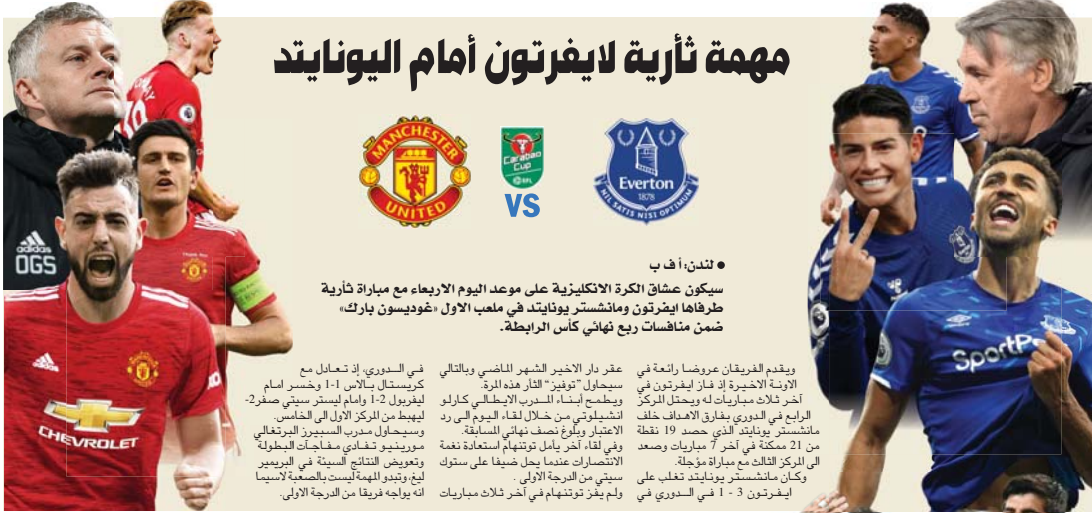 مهمة ثأرية لايفرتون أمام اليونايتد
MANCHESTER
UNITED
Carabao
Cup
EFL
VS
Everton
1878
NIL SATIS NISI OPTIMUM
adidas
OGS
adidas
CHEVROLET
SportPe
● لندن: أ ف ب
سيكون عشاق الكرة الانكليزية على موعد اليوم الاربعاء مع مباراة ثأرية
طرفاها ايفرتون ومانشستر يونايتد في ملعب الاول «غوديسون بارك»
ضمن منافسات ربع نهائي كأس الرابطة.
ويقدم الفريقان عروضا رائعة في
الاونة الاخيرة إذ فاز ايفرتون في
آخر ثلاث مباريات له ويحتل المركز
الرابع في الدوري بفارق الاهداف خلف
مانشستر يونايتد الذي حصد 19 نقطة
من 21 ممكنة في آخر 7 مباريات وصعد
الى المركز الثالث مع مباراة مؤجلة.
وكان مانشستر يونايتد تغلب على
ايفرتون 3 - 1 في الدوري في
عقر دار الاخير الشهر الماضي وبالتالي
سيحاول "توفيز" الثأر هذه المرة.
ويطمح أبناء المدرب الايطالي كارلو
انشيلوتي من خلال لقاء اليوم الى رد
الاعتبار وبلوغ نصف نهائي المسابقة.
وفي لقاء آخر يأمل توتنهام استعادة نغمة
الانتصارات عندما يحل ضيفا على ستوك
سيتي من الدرجة الاولى .
ولم يفز توتنهام في آخر ثلاث مباريات
في الدوري، إذ تعادل مع
كريستال بالاس 1-1 وخسر امام
ليفربول 2-1 وامام ليستر سيتي صفر-2
ليهبط من المركز الاول الى الخامس.
وسيحاول مدرب السبيرز البرتغالي
مورينيو تفادي مفاجآت البطولة
وتعويض النتائج السيئة في البريمير
ليغ، وتبدو المهمة ليست بالصعبة لاسيما
انه يواجه فريقا من الدرجة الاولى.